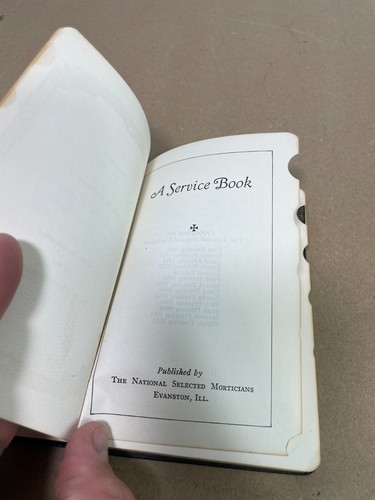 A Service Book
Published by
The National Selected Morticians
Evanston, Ill.